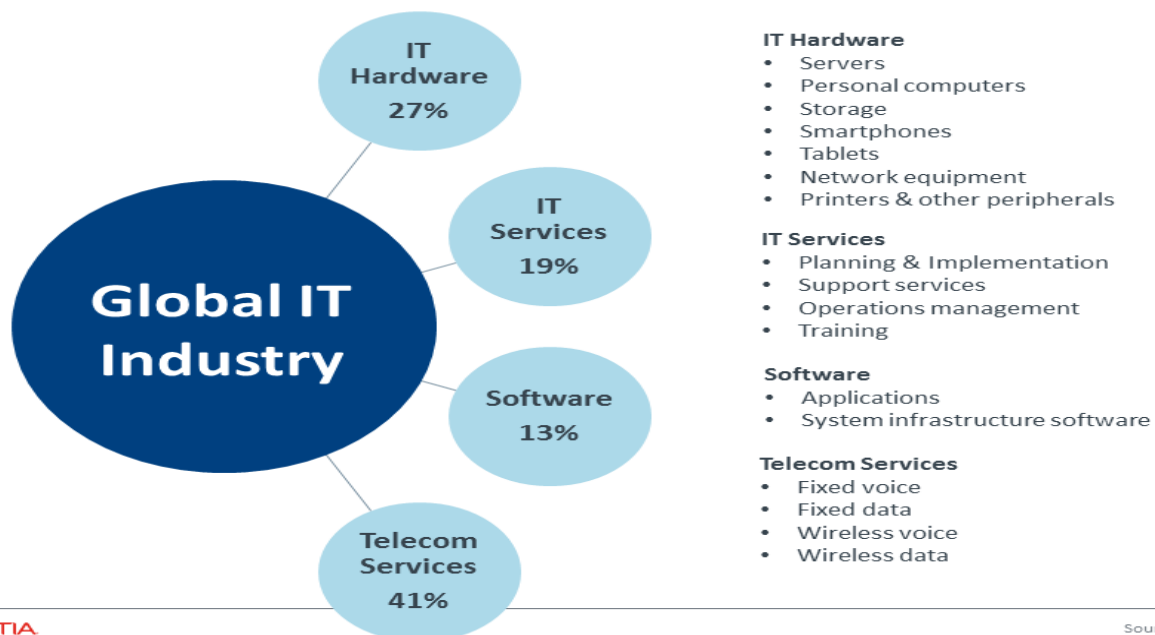 IT
Hardware
27%
IT
Services
19%
Global IT
Industry
Software
13%
Telecom
Services
41%
IT Hardware
• Servers
• Personal computers
• Storage
• Smartphones
• Tablets
• Network equipment
• Printers & other peripherals
IT Services
• Planning & Implementation
• Support services
• Operations management
• Training
Software
• Applications
• System infrastructure software
Telecom Services
• Fixed voice
• Fixed data
• Wireless voice
• Wireless data
TIA